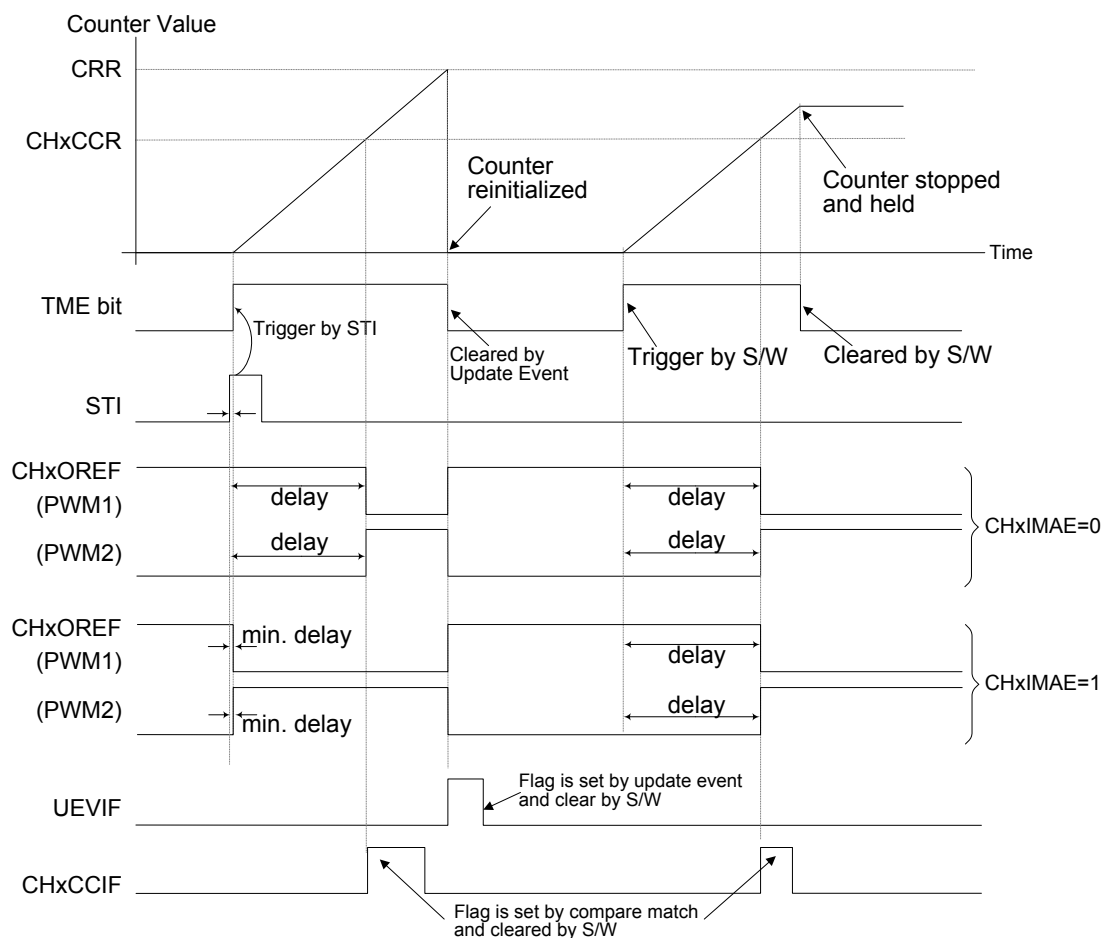 Counter Value
CRR
CHxCCR
Counter
reinitialized
Counter stopped
and held
Time
TME bit
Trigger by STI
Cleared by
Update Event
Trigger by S/W
Cleared by S/W
STI
CHxOREF
(PWM1)
delay
delay
(PWM2)
delay
delay
CHxIMAE=0
CHxOREF
(PWM1)
min. delay
delay
(PWM2)
min. delay
delay
CHxIMAE=1
UEVIF
Flag is set by update event
and clear by S/W
CHxCCIF
Flag is set by compare match
and cleared by S/W